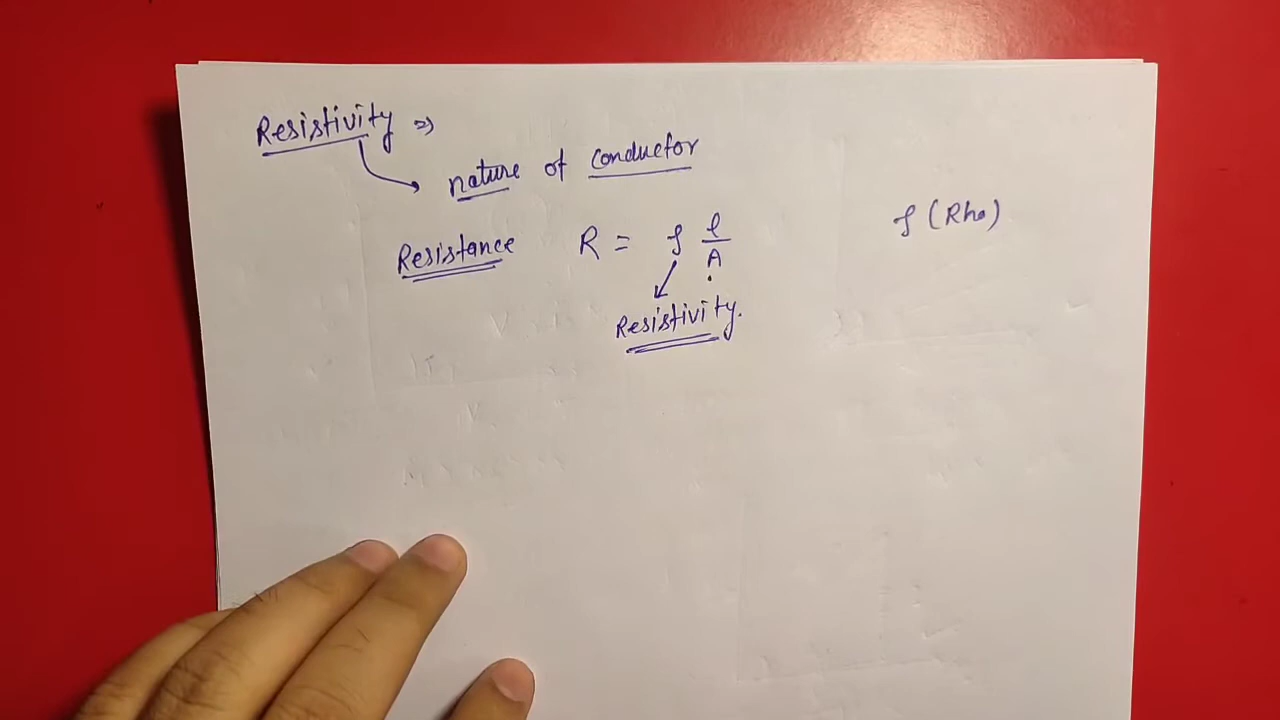 Resistivity ⇒
nature of conductor
ρ (Rho)
Resistance R = ρ l/A
Resistivity.